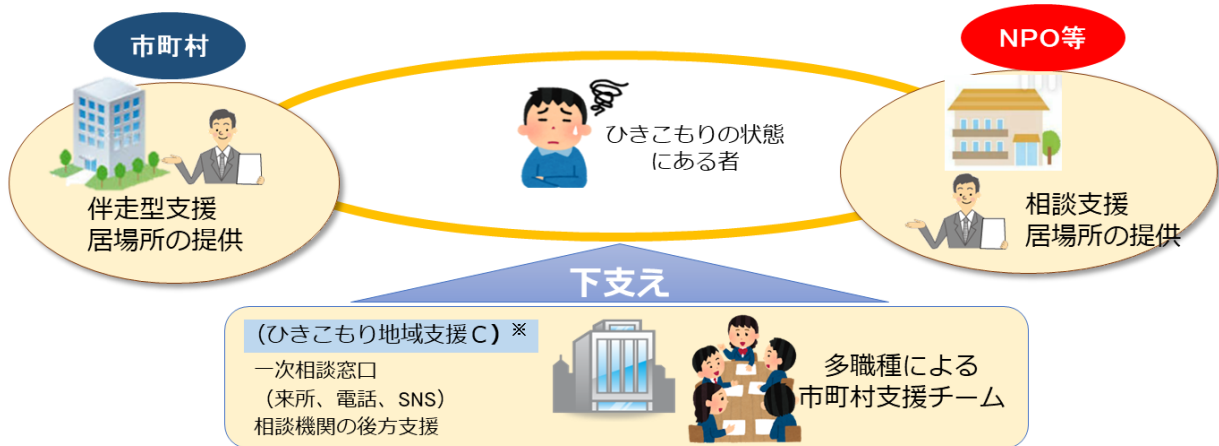 市町村
NPO等
ひきこもりの状態
にある者
伴走型支援
居場所の提供
相談支援
居場所の提供
下支え
(ひきこもり地域支援C)※
一次相談窓口
(来所、電話、SNS)
相談機関の後方支援
多職種による
市町村支援チーム